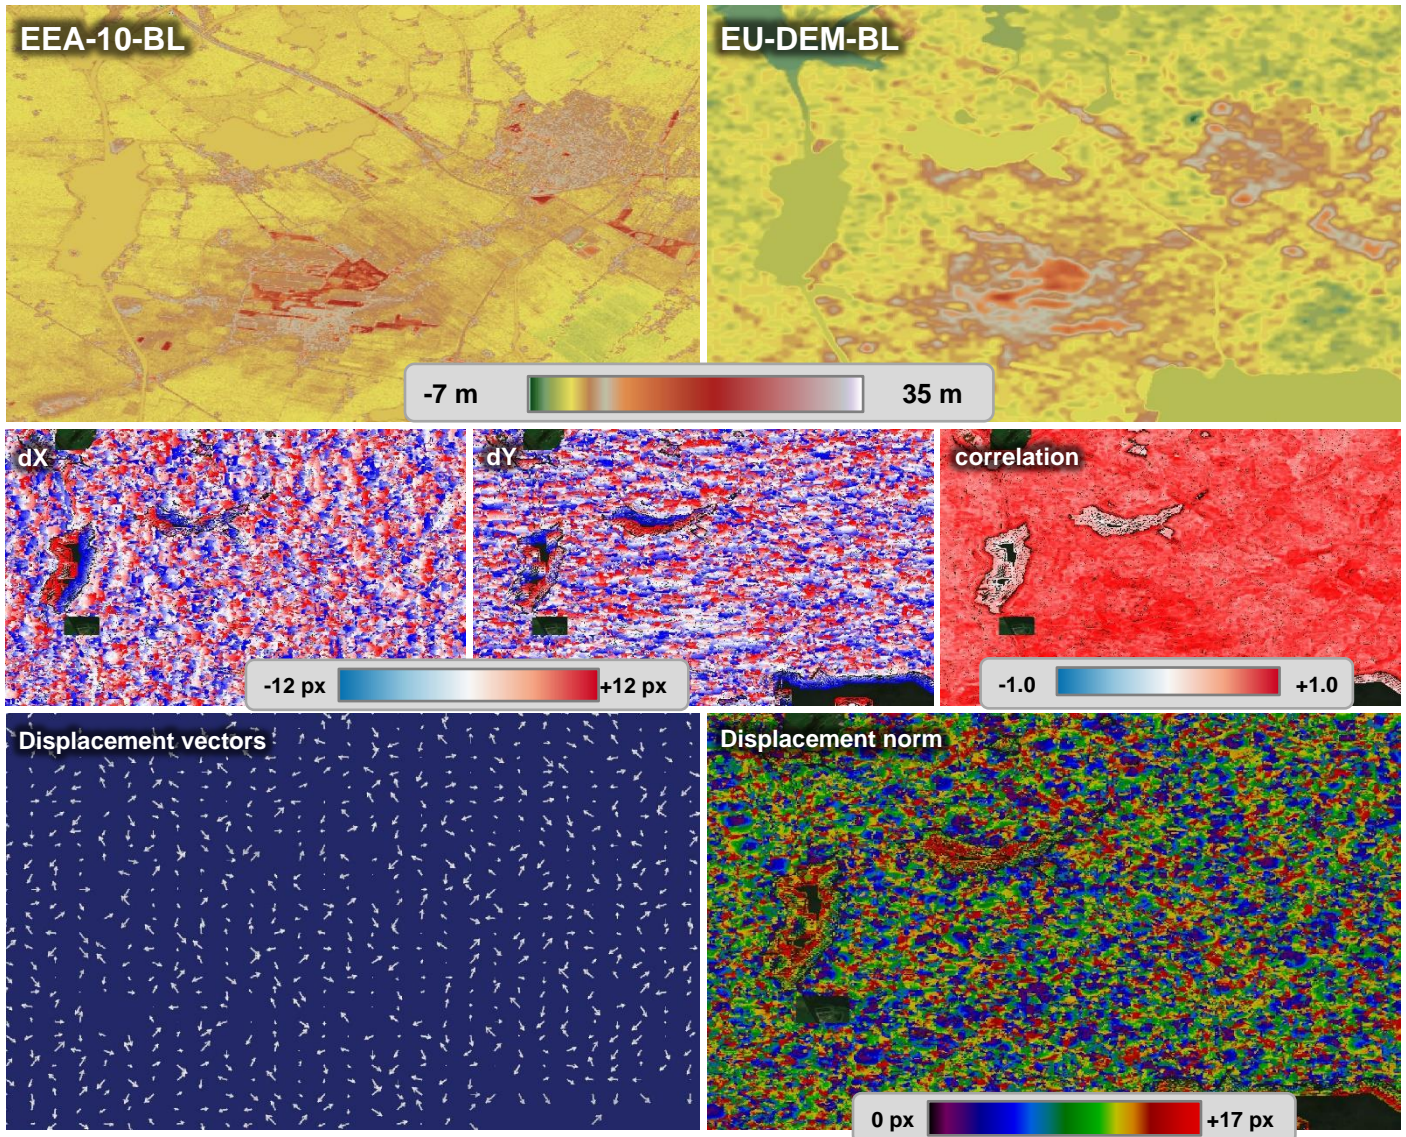 EEA-10-BL
EU-DEM-BL
-7 m
35 m
dX
dY
correlation
-12 px
+12 px
-1.0
+1.0
Displacement vectors
Displacement norm
0 px
+17 px